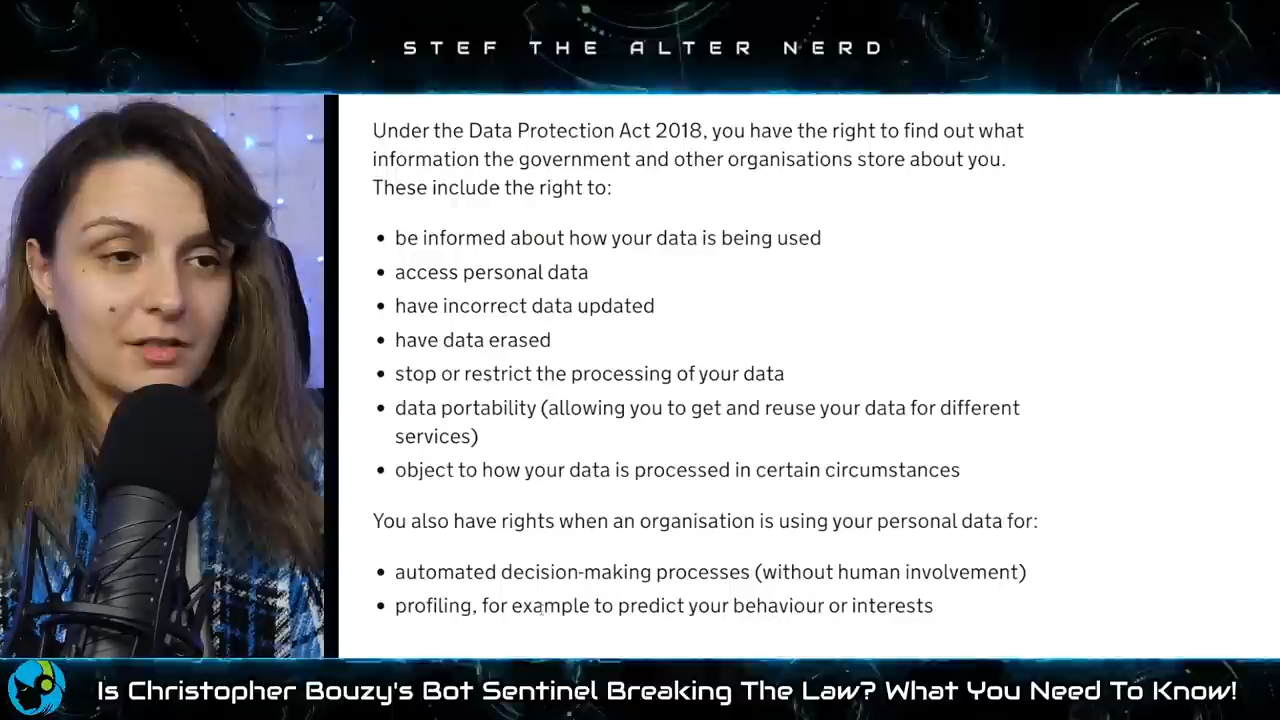 STEF THE ALTER NERD
Under the Data Protection Act 2018, you have the right to find out what
information the government and other organisations store about you.
These include the right to:
• be informed about how your data is being used
• access personal data
• have incorrect data updated
• have data erased
• stop or restrict the processing of your data
• data portability (allowing you to get and reuse your data for different
services)
• object to how your data is processed in certain circumstances
You also have rights when an organisation is using your personal data for:
• automated decision-making processes (without human involvement)
• profiling, for example to predict your behaviour or interests
Is Christopher Bouzy's Bot Sentinel Breaking The Law? What You Need To Know!